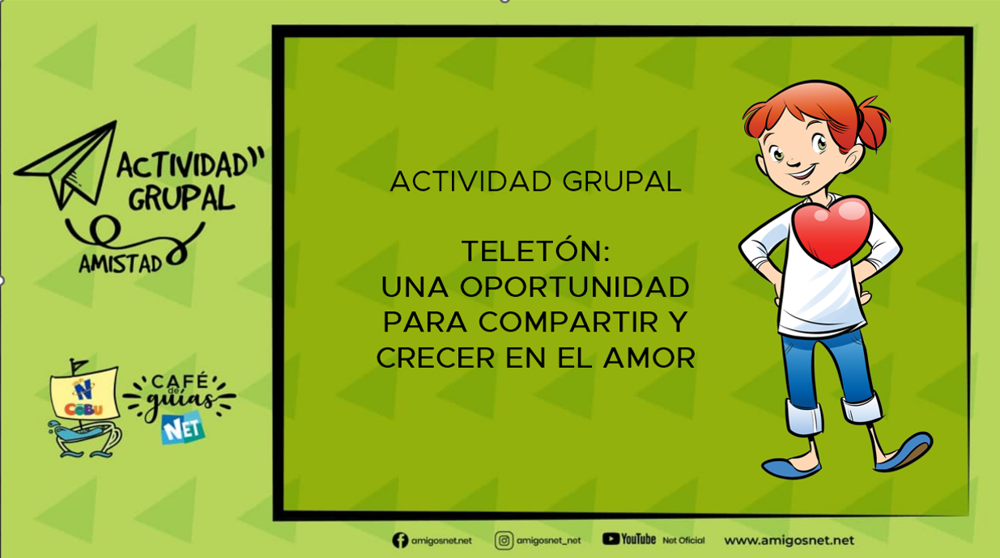 ACTIVIDAD
GRUPAL
AMISTAD
N
CŌBU
CAFÉ
de
guías
NET
ACTIVIDAD GRUPAL
TELETÓN:
UNA OPORTUNIDAD
PARA COMPARTIR Y
CRECER EN EL AMOR
amigosnet.net
amigosnet_net
YouTube Net Oficial
www.amigosnet.net